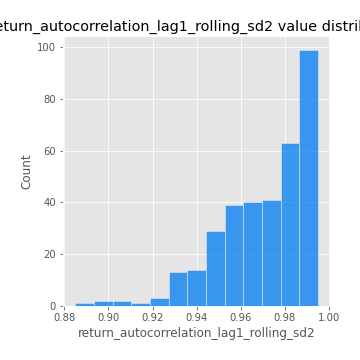 return_autocorrelation_lag1_rolling_sd2 value distrib
100
80
60
40
20
0
Count
0.88 0.90 0.92 0.94 0.96 0.98 1.00
return_autocorrelation_lag1_rolling_sd2